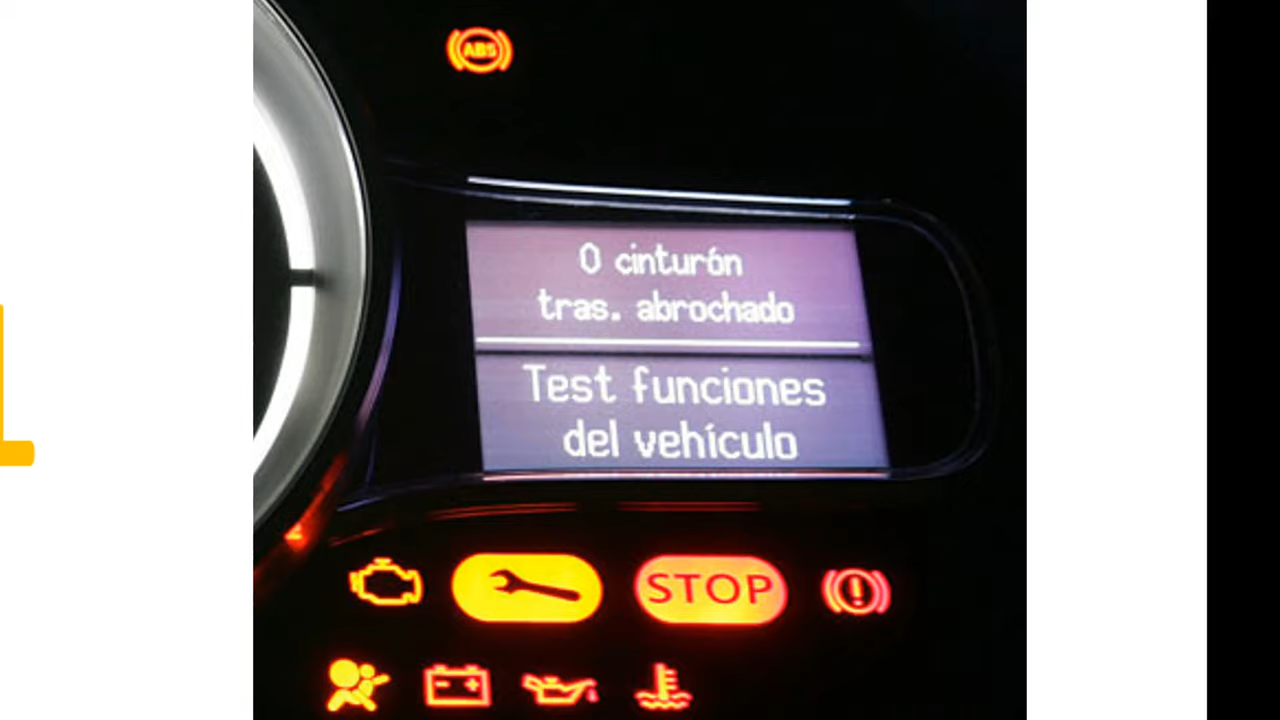 ABS
0 cinturón
tras. abrochado
Test funciones
del vehículo
STOP